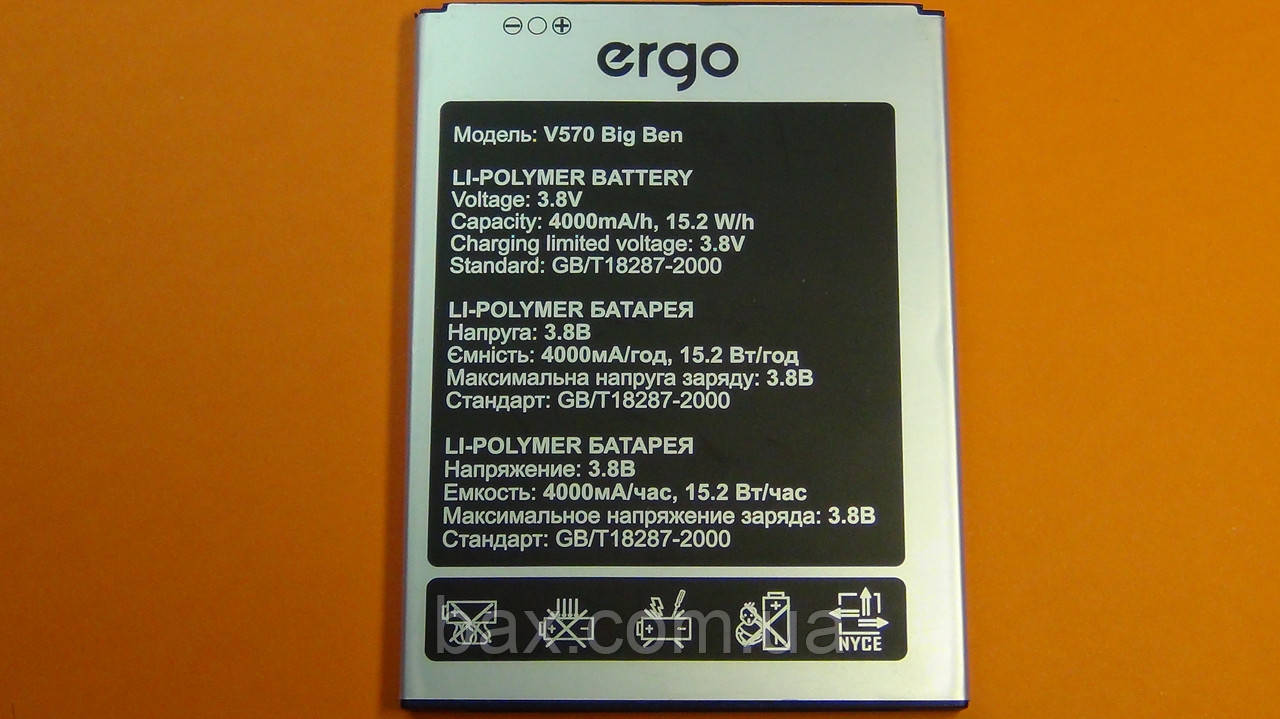 ergo
Модель: V570 Big Ben
LI-POLYMER BATTERY
Voltage: 3.8V
Capacity: 4000mA/h, 15.2 W/h
Charging limited voltage: 3.8V
Standard: GB/T18287-2000
LI-POLYMER БАТАРЕЯ
Напруга: 3.8В
Ємність: 4000мА/год, 15.2 Вт/год
Максимальна напруга заряду: 3.8В
Стандарт: GB/T18287-2000
LI-POLYMER БАТАРЕЯ
Напряжение: 3.8В
Емкость: 4000мА/час, 15.2 Вт/час
Максимальное напряжение заряда: 3.8В
Стандарт: GB/T18287-2000
bax.com.ua
NYCE